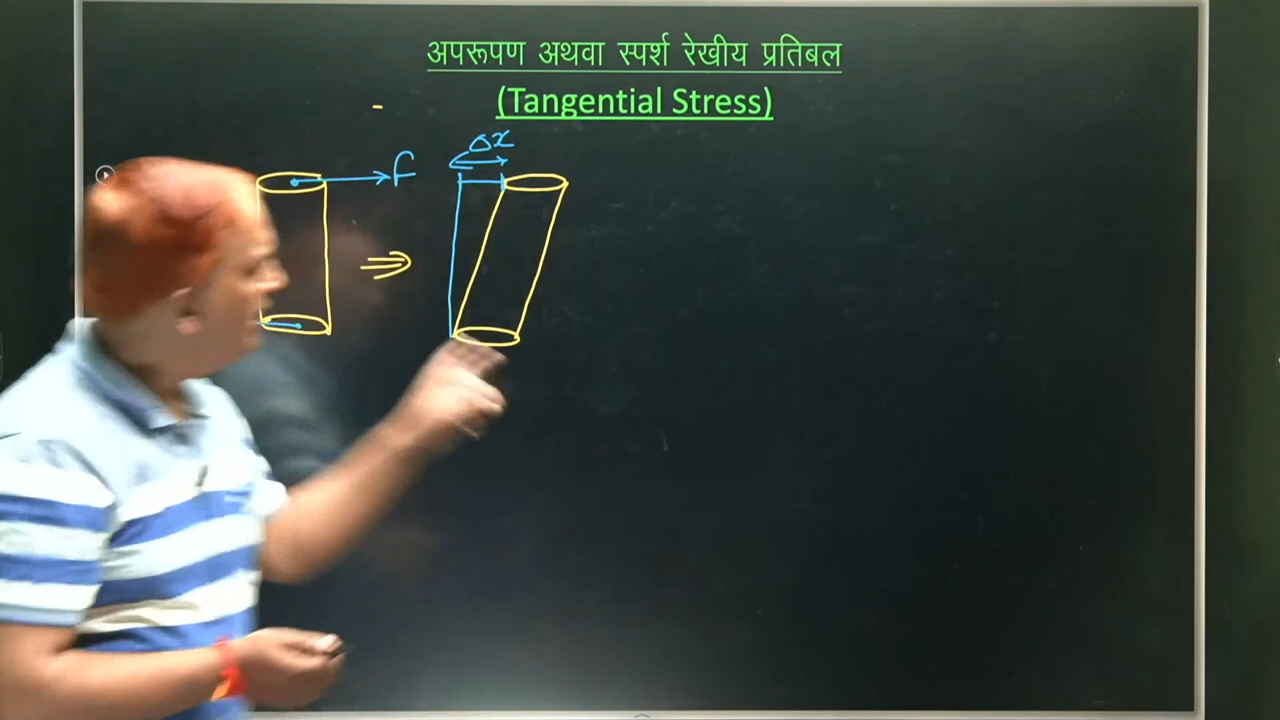 अपरूपण अथवा स्पर्श रेखीय प्रतिबल
(Tangential Stress)
Δx
F